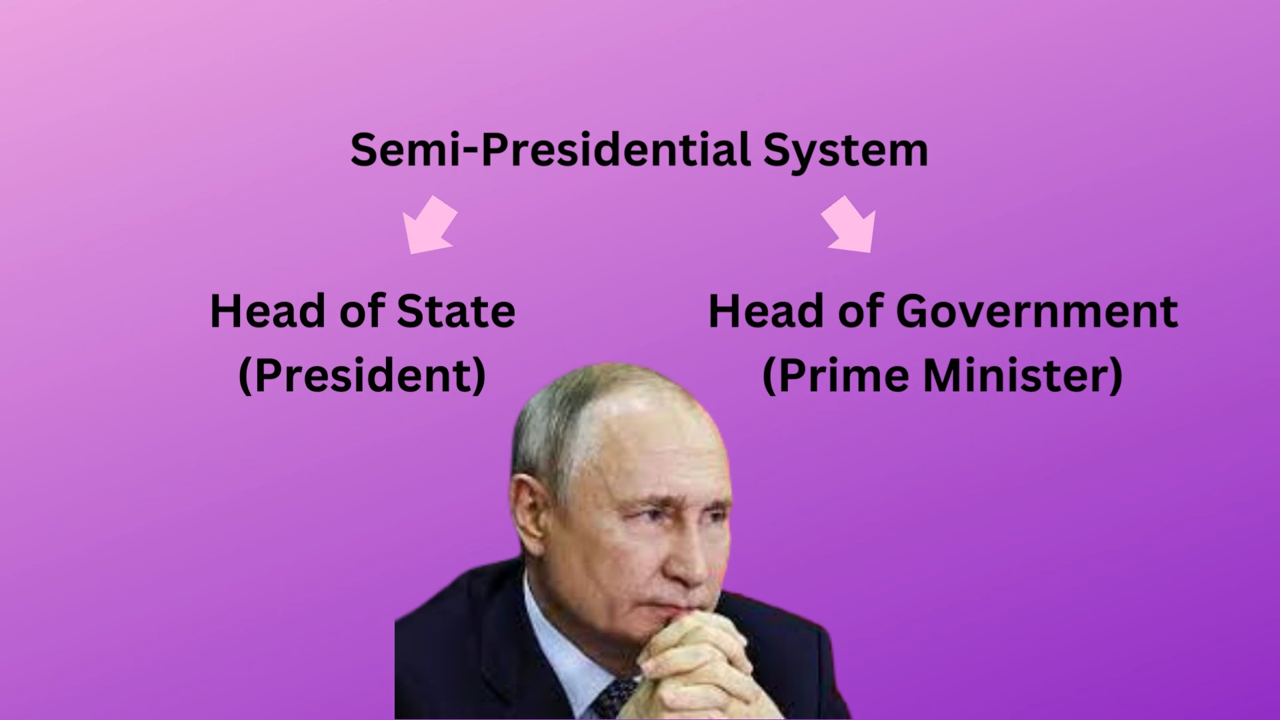 Semi-Presidential System
Head of State
(President)
Head of Government
(Prime Minister)